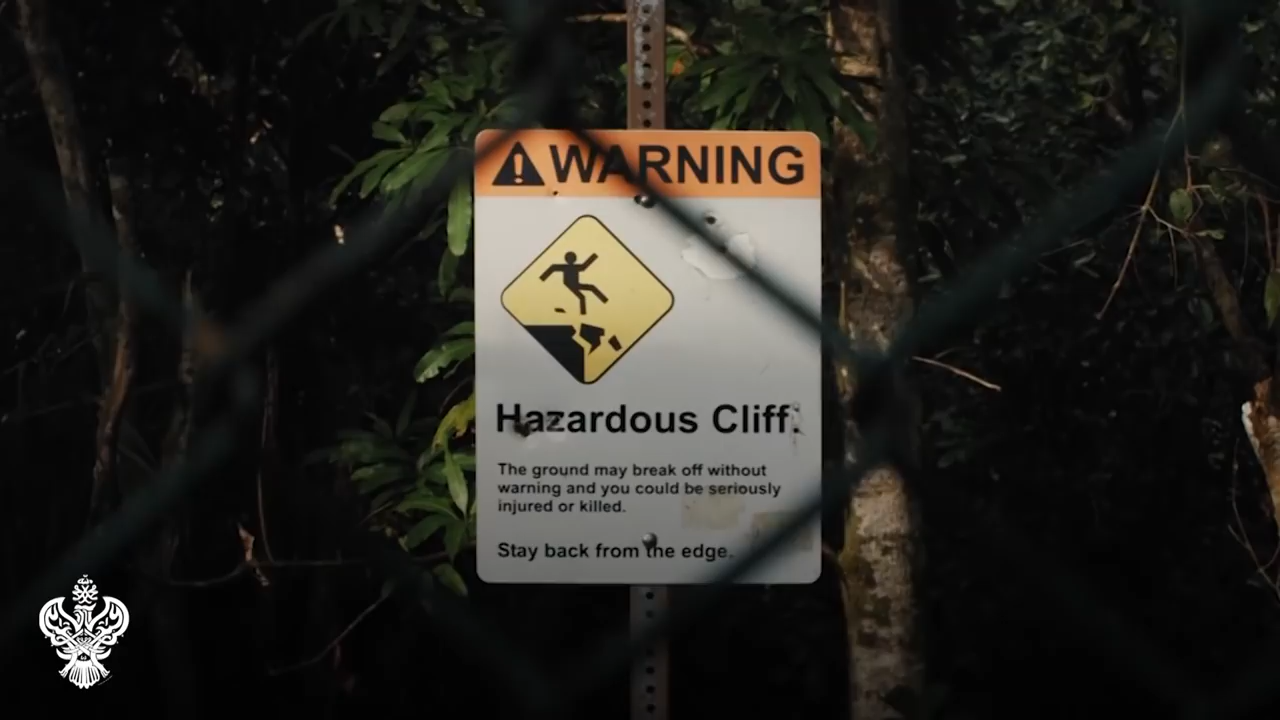 WARNING
Hazardous Cliff.
The ground may break off without
warning and you could be seriously
injured or killed.
Stay back from the edge.